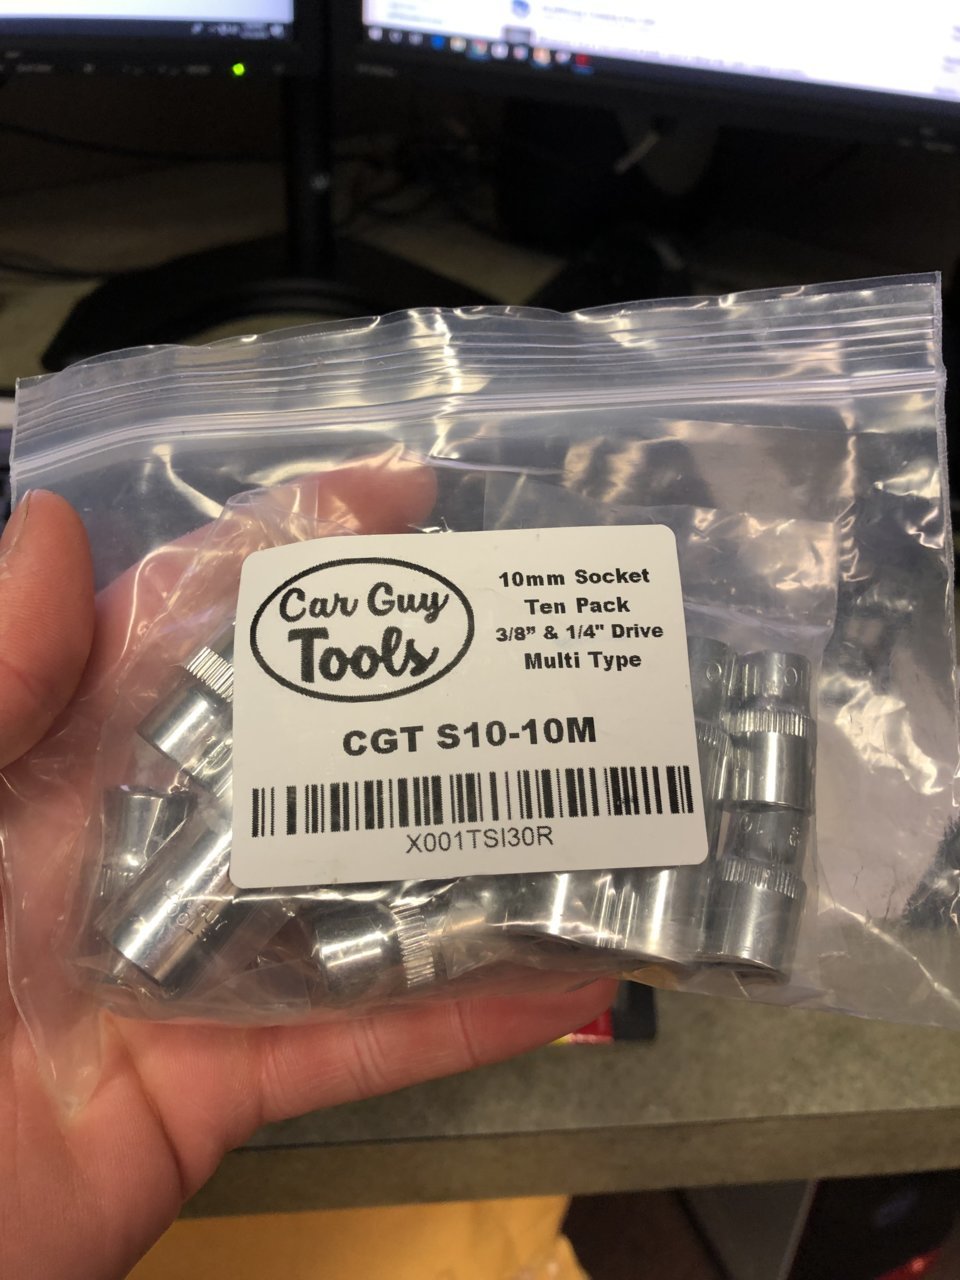 Car Guy
Tools
10mm Socket
Ten Pack
3/8" & 1/4" Drive
Multi Type
CGT S10-10M
X001TSI30R